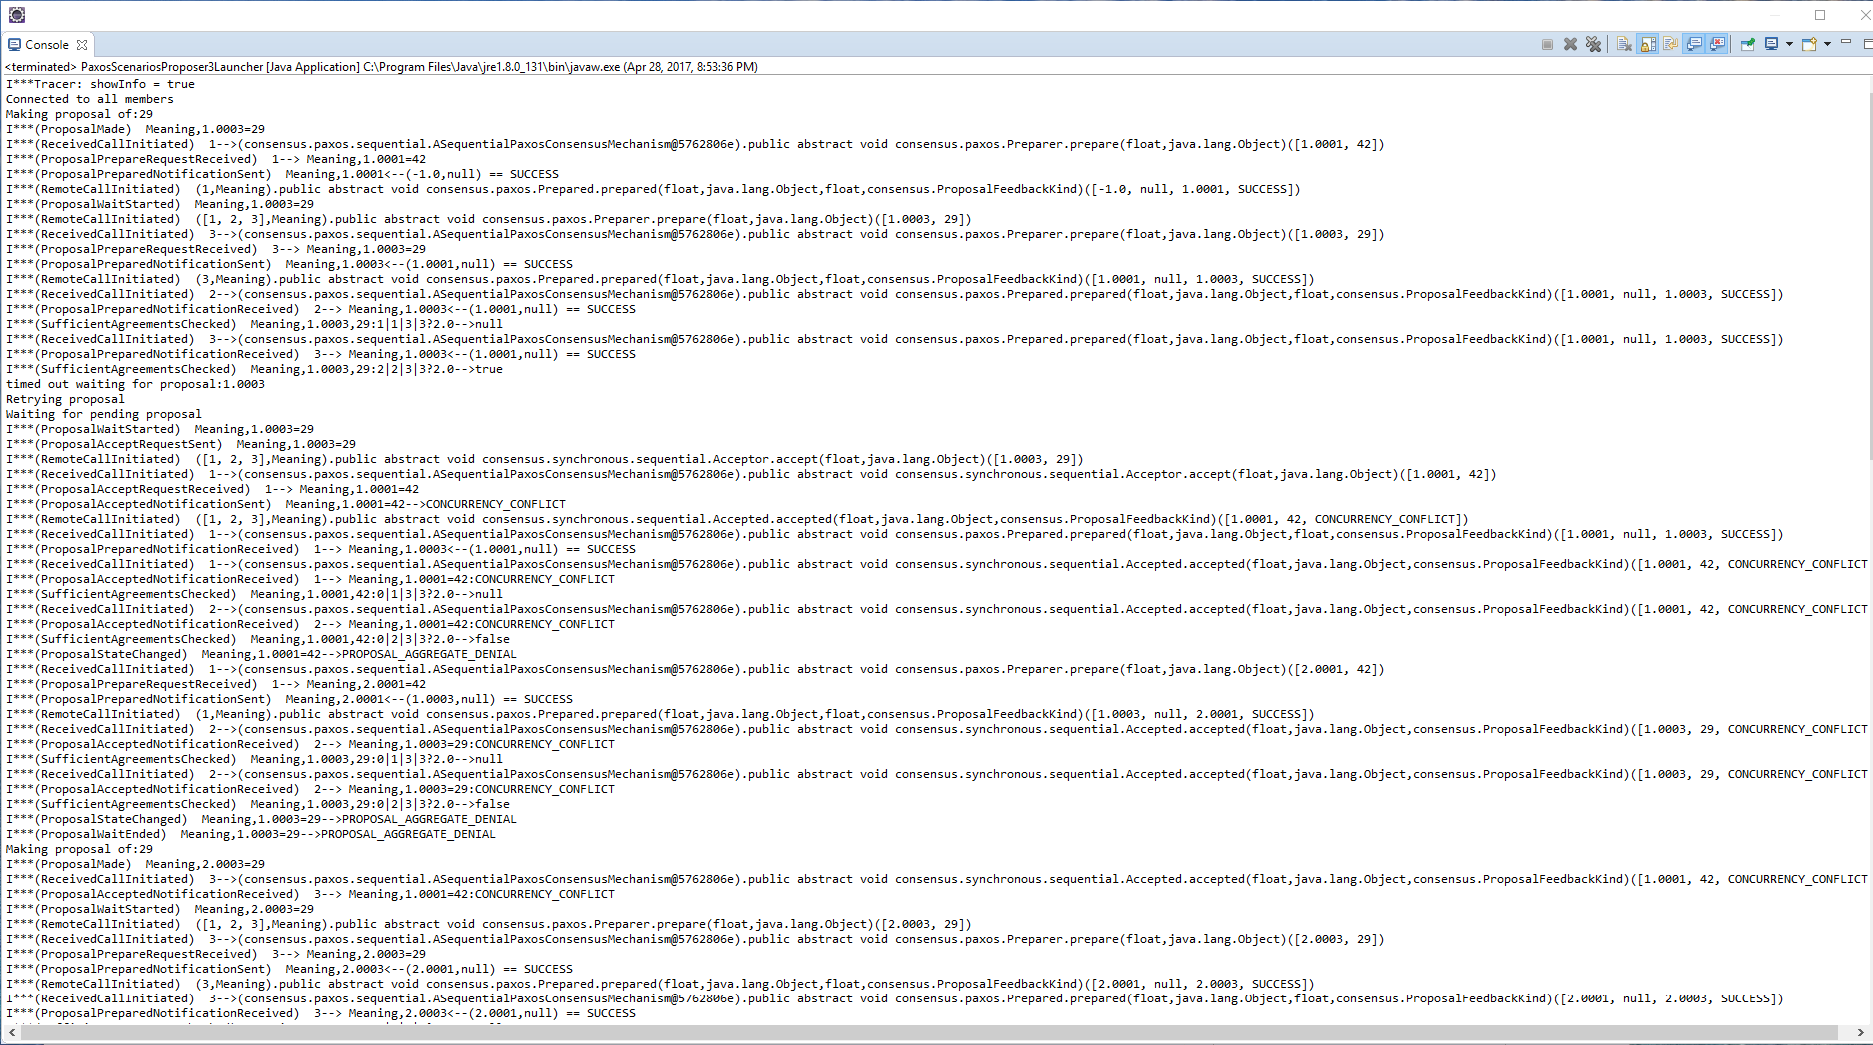 Console
<terminated> PaxosScenariosProposer3Launcher [Java Application] C:\Program Files\Java\jre1.8.0_131\bin\javaw.exe (Apr 28, 2017, 8:53:36 PM)
I***Tracer: showInfo = true
Connected to all members
Making proposal of:29
I***(ProposalMade)  Meaning,1.0003=29
I***(ReceivedCallInitiated)  1-->(consensus.paxos.sequential.ASequentialPaxosConsensusMechanism@5762806e).public abstract void consensus.paxos.Preparer.prepare(float,java.lang.Object)([1.0001, 42])
I***(ProposalPrepareRequestReceived)  1--> Meaning,1.0001=42
I***(ProposalPreparedNotificationSent)  Meaning,1.0001<--(-1.0,null) == SUCCESS
I***(RemoteCallInitiated)  (1,Meaning).public abstract void consensus.paxos.Prepared.prepared(float,java.lang.Object,float,consensus.ProposalFeedbackKind)([-1.0, null, 1.0001, SUCCESS])
I***(ProposalWaitStarted)  Meaning,1.0003=29
I***(RemoteCallInitiated)  ([1, 2, 3],Meaning).public abstract void consensus.paxos.Preparer.prepare(float,java.lang.Object)([1.0003, 29])
I***(ReceivedCallInitiated)  3-->(consensus.paxos.sequential.ASequentialPaxosConsensusMechanism@5762806e).public abstract void consensus.paxos.Preparer.prepare(float,java.lang.Object)([1.0003, 29])
I***(ProposalPrepareRequestReceived)  3--> Meaning,1.0003=29
I***(ProposalPreparedNotificationSent)  Meaning,1.0003<--(1.0001,null) == SUCCESS
I***(RemoteCallInitiated)  (3,Meaning).public abstract void consensus.paxos.Prepared.prepared(float,java.lang.Object,float,consensus.ProposalFeedbackKind)([1.0001, null, 1.0003, SUCCESS])
I***(ReceivedCallInitiated)  2-->(consensus.paxos.sequential.ASequentialPaxosConsensusMechanism@5762806e).public abstract void consensus.paxos.Prepared.prepared(float,java.lang.Object,float,consensus.ProposalFeedbackKind)([1.0001, null, 1.0003, SUCCESS])
I***(ProposalPreparedNotificationReceived)  2--> Meaning,1.0003<--(1.0001,null) == SUCCESS
I***(SufficientAgreementsChecked)  Meaning,1.0003,29:1|1|3|3?2.0-->null
I***(ReceivedCallInitiated)  3-->(consensus.paxos.sequential.ASequentialPaxosConsensusMechanism@5762806e).public abstract void consensus.paxos.Prepared.prepared(float,java.lang.Object,float,consensus.ProposalFeedbackKind)([1.0001, null, 1.0003, SUCCESS])
I***(ProposalPreparedNotificationReceived)  3--> Meaning,1.0003<--(1.0001,null) == SUCCESS
I***(SufficientAgreementsChecked)  Meaning,1.0003,29:2|2|3|3?2.0-->true
timed out waiting for proposal:1.0003
Retrying proposal
Waiting for pending proposal
I***(ProposalWaitStarted)  Meaning,1.0003=29
I***(ProposalAcceptRequestSent)  Meaning,1.0003=29
I***(RemoteCallInitiated)  ([1, 2, 3],Meaning).public abstract void consensus.synchronous.sequential.Acceptor.accept(float,java.lang.Object)([1.0003, 29])
I***(ReceivedCallInitiated)  1-->(consensus.paxos.sequential.ASequentialPaxosConsensusMechanism@5762806e).public abstract void consensus.synchronous.sequential.Acceptor.accept(float,java.lang.Object)([1.0001, 42])
I***(ProposalAcceptRequestReceived)  1--> Meaning,1.0001=42
I***(ProposalAcceptedNotificationSent)  Meaning,1.0001=42-->CONCURRENCY_CONFLICT
I***(RemoteCallInitiated)  ([1, 2, 3],Meaning).public abstract void consensus.synchronous.sequential.Accepted.accepted(float,java.lang.Object,consensus.ProposalFeedbackKind)([1.0001, 42, CONCURRENCY_CONFLICT])
I***(ReceivedCallInitiated)  1-->(consensus.paxos.sequential.ASequentialPaxosConsensusMechanism@5762806e).public abstract void consensus.paxos.Prepared.prepared(float,java.lang.Object,float,consensus.ProposalFeedbackKind)([1.0001, null, 1.0003, SUCCESS])
I***(ProposalPreparedNotificationReceived)  1--> Meaning,1.0003<--(1.0001,null) == SUCCESS
I***(ReceivedCallInitiated)  1-->(consensus.paxos.sequential.ASequentialPaxosConsensusMechanism@5762806e).public abstract void consensus.synchronous.sequential.Accepted.accepted(float,java.lang.Object,consensus.ProposalFeedbackKind)([1.0001, 42, CONCURRENCY_CONFLICT
I***(ProposalAcceptedNotificationReceived)  1--> Meaning,1.0001=42:CONCURRENCY_CONFLICT
I***(SufficientAgreementsChecked)  Meaning,1.0001,42:0|1|3|3?2.0-->null
I***(ReceivedCallInitiated)  2-->(consensus.paxos.sequential.ASequentialPaxosConsensusMechanism@5762806e).public abstract void consensus.synchronous.sequential.Accepted.accepted(float,java.lang.Object,consensus.ProposalFeedbackKind)([1.0001, 42, CONCURRENCY_CONFLICT
I***(ProposalAcceptedNotificationReceived)  2--> Meaning,1.0001=42:CONCURRENCY_CONFLICT
I***(SufficientAgreementsChecked)  Meaning,1.0001,42:0|2|3|3?2.0-->false
I***(ProposalStateChanged)  Meaning,1.0001=42-->PROPOSAL_AGGREGATE_DENIAL
I***(ReceivedCallInitiated)  1-->(consensus.paxos.sequential.ASequentialPaxosConsensusMechanism@5762806e).public abstract void consensus.paxos.Preparer.prepare(float,java.lang.Object)([2.0001, 42])
I***(ProposalPrepareRequestReceived)  1--> Meaning,2.0001=42
I***(ProposalPreparedNotificationSent)  Meaning,2.0001<--(1.0003,null) == SUCCESS
I***(RemoteCallInitiated)  (1,Meaning).public abstract void consensus.paxos.Prepared.prepared(float,java.lang.Object,float,consensus.ProposalFeedbackKind)([1.0003, null, 2.0001, SUCCESS])
I***(ReceivedCallInitiated)  2-->(consensus.paxos.sequential.ASequentialPaxosConsensusMechanism@5762806e).public abstract void consensus.synchronous.sequential.Accepted.accepted(float,java.lang.Object,consensus.ProposalFeedbackKind)([1.0003, 29, CONCURRENCY_CONFLICT
I***(ProposalAcceptedNotificationReceived)  2--> Meaning,1.0003=29:CONCURRENCY_CONFLICT
I***(SufficientAgreementsChecked)  Meaning,1.0003,29:0|1|3|3?2.0-->null
I***(ReceivedCallInitiated)  2-->(consensus.paxos.sequential.ASequentialPaxosConsensusMechanism@5762806e).public abstract void consensus.synchronous.sequential.Accepted.accepted(float,java.lang.Object,consensus.ProposalFeedbackKind)([1.0003, 29, CONCURRENCY_CONFLICT
I***(ProposalAcceptedNotificationReceived)  2--> Meaning,1.0003=29:CONCURRENCY_CONFLICT
I***(SufficientAgreementsChecked)  Meaning,1.0003,29:0|2|3|3?2.0-->false
I***(ProposalStateChanged)  Meaning,1.0003=29-->PROPOSAL_AGGREGATE_DENIAL
I***(ProposalWaitEnded)  Meaning,1.0003=29-->PROPOSAL_AGGREGATE_DENIAL
Making proposal of:29
I***(ProposalMade)  Meaning,2.0003=29
I***(ReceivedCallInitiated)  3-->(consensus.paxos.sequential.ASequentialPaxosConsensusMechanism@5762806e).public abstract void consensus.synchronous.sequential.Accepted.accepted(float,java.lang.Object,consensus.ProposalFeedbackKind)([1.0001, 42, CONCURRENCY_CONFLICT
I***(ProposalAcceptedNotificationReceived)  3--> Meaning,1.0001=42:CONCURRENCY_CONFLICT
I***(ProposalWaitStarted)  Meaning,2.0003=29
I***(RemoteCallInitiated)  ([1, 2, 3],Meaning).public abstract void consensus.paxos.Preparer.prepare(float,java.lang.Object)([2.0003, 29])
I***(ReceivedCallInitiated)  3-->(consensus.paxos.sequential.ASequentialPaxosConsensusMechanism@5762806e).public abstract void consensus.paxos.Preparer.prepare(float,java.lang.Object)([2.0003, 29])
I***(ProposalPrepareRequestReceived)  3--> Meaning,2.0003=29
I***(ProposalPreparedNotificationSent)  Meaning,2.0003<--(2.0001,null) == SUCCESS
I***(RemoteCallInitiated)  (3,Meaning).public abstract void consensus.paxos.Prepared.prepared(float,java.lang.Object,float,consensus.ProposalFeedbackKind)([2.0001, null, 2.0003, SUCCESS])
I***(ReceivedCallInitiated)  3-->(consensus.paxos.sequential.ASequentialPaxosConsensusMechanism@5762806e).public abstract void consensus.paxos.Prepared.prepared(float,java.lang.Object,float,consensus.ProposalFeedbackKind)([2.0001, null, 2.0003, SUCCESS])
I***(ProposalPreparedNotificationReceived)  3--> Meaning,2.0003<--(2.0001,null) == SUCCESS